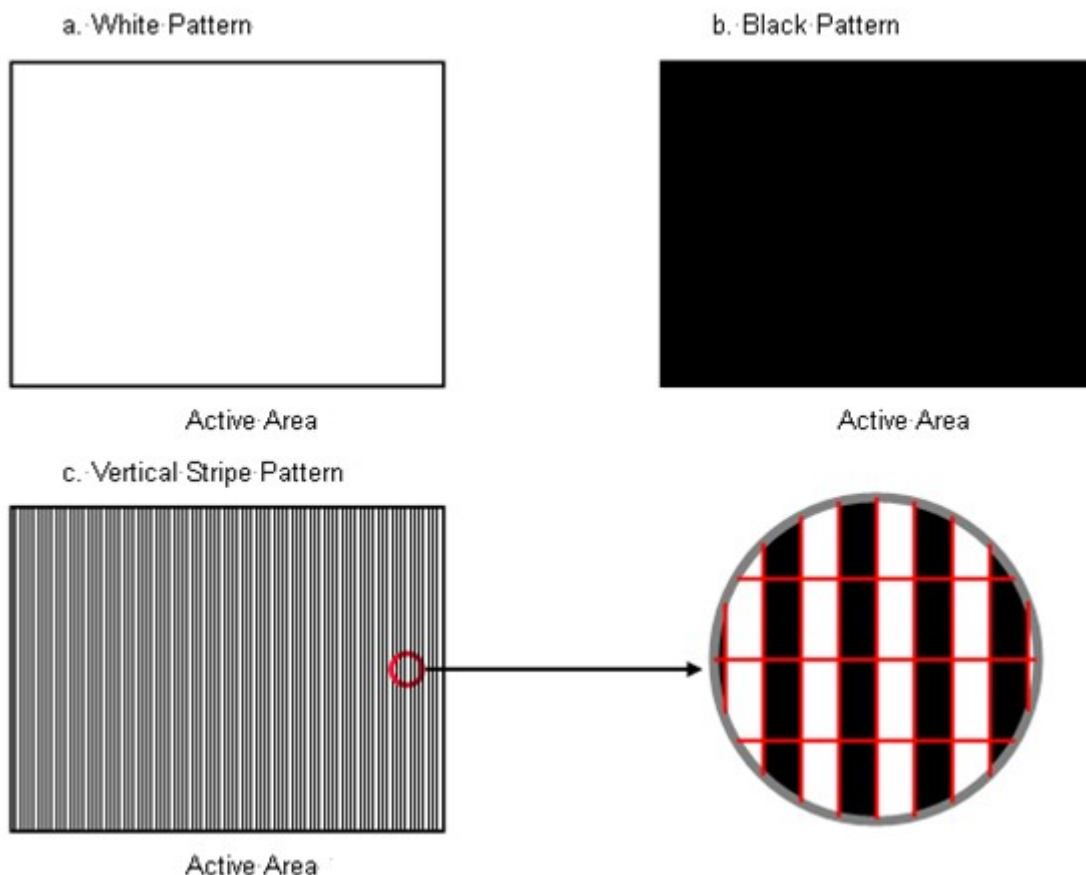 a. White Pattern
b. Black Pattern
Active Area
Active Area
c. Vertical Stripe Pattern
Active Area